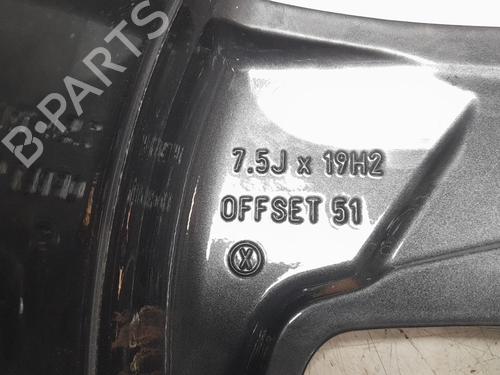 B-PARTS
7.5J x 19H2
OFFSET 51
X